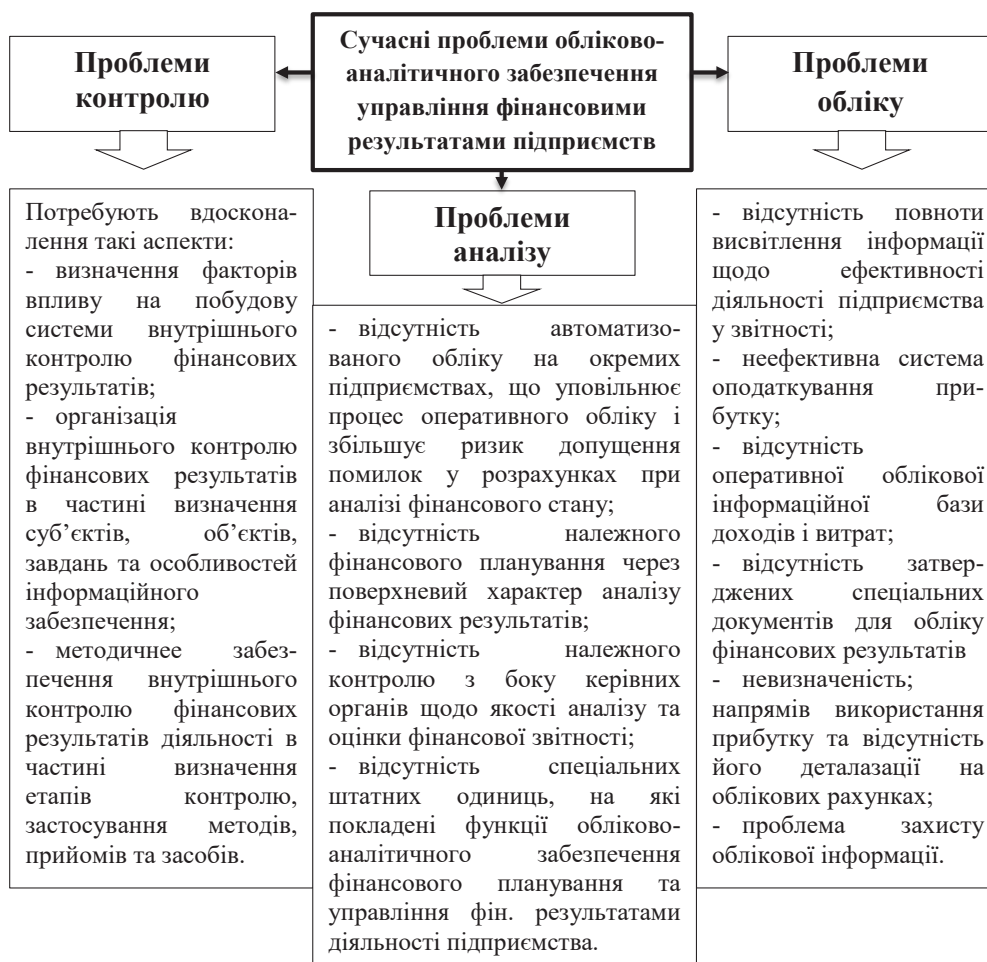 Сучасні проблеми обліково-
аналітичного забезпечення
управління фінансовими
результатами підприємств
Проблеми
контролю
Потребують вдоскона-
лення такі аспекти:
- визначення факторів
впливу на побудову
системи внутрішнього
контролю фінансових
результатів;
- організація
внутрішнього контролю
фінансових результатів
в частині визначення
суб’єктів, об’єктів,
завдань та особливостей
інформаційного
забезпечення;
- методичнее забез-
печення внутрішнього
контролю фінансових
результатів діяльності в
частині визначення
етапів контролю,
застосування методів,
прийомів та засобів.
Проблеми
аналізу
- відсутність автоматизо-
ваного обліку на окремих
підприємствах, що уповільнює
процес оперативного обліку і
збільшує ризик допущення
помилок у розрахунках при
аналізі фінансового стану;
- відсутність належного
фінансового планування через
поверхневий характер аналізу
фінансових результатів;
- відсутність належного
контролю з боку керівних
органів щодо якості аналізу та
оцінки фінансової звітності;
- відсутність спеціальних
штатних одиниць, на які
покладені функції обліково-
аналітичного забезпечення
фінансового планування та
управління фін. результатами
діяльності підприємства.
Проблеми
обліку
- відсутність повноти
висвітлення інформації
щодо ефективності
діяльності підприємства
у звітності;
- неефективна система
оподаткування при-
бутку;
- відсутність
оперативної облікової
інформаційної бази
доходів і витрат;
- відсутність затвер-
джених спеціальних
документів для обліку
фінансових результатів
- невизначеність;
напрямів використання
прибутку та відсутність
його деталазації на
облікових рахунках;
- проблема захисту
облікової інформації.